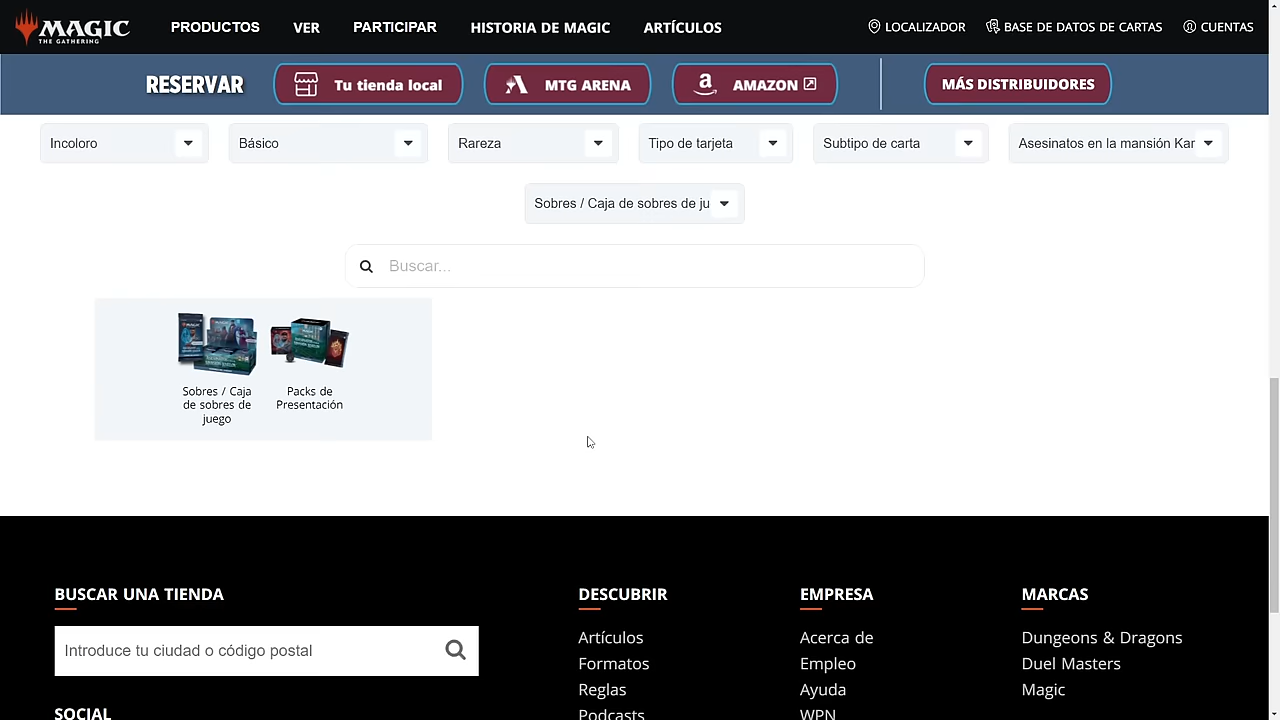 MAGIC
THE GATHERING
PRODUCTOS
VER
PARTICIPAR
HISTORIA DE MAGIC
ARTÍCULOS
LOCALIZADOR
BASE DE DATOS DE CARTAS
CUENTAS
RESERVAR
Tu tienda local
MTG ARENA
AMAZON
MÁS DISTRIBUIDORES
Incoloro
Básico
Rareza
Tipo de tarjeta
Subtipo de carta
Asesinatos en la mansión Kar
Sobres / Caja de sobres de ju
Buscar...
Sobres / Caja
de sobres de
juego
Packs de
Presentación
BUSCAR UNA TIENDA
Introduce tu ciudad o código postal
SOCIAL
DESCUBRIR
Artículos
Formatos
Reglas
Podcasts
EMPRESA
Acerca de
Empleo
Ayuda
WPN
MARCAS
Dungeons & Dragons
Duel Masters
Magic